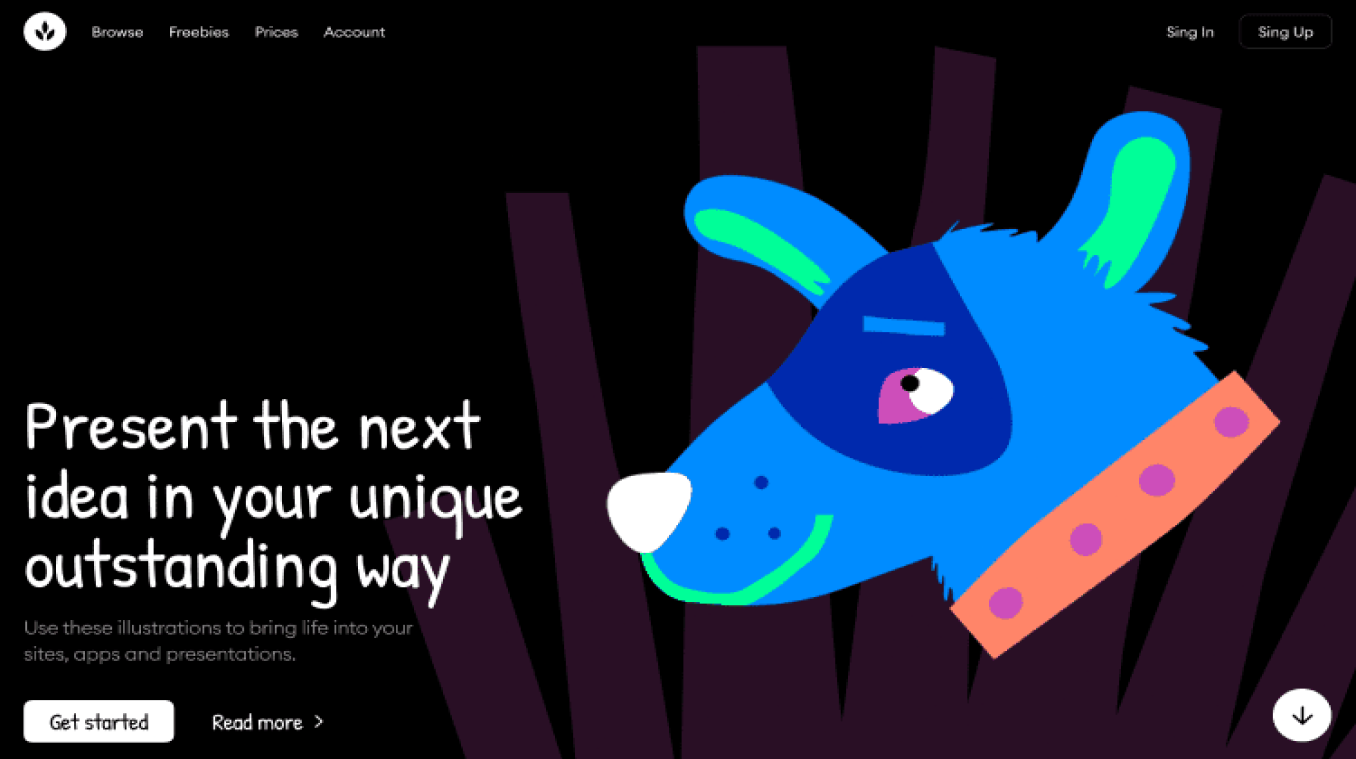 Browse Freebies Prices Account Sing In Sing Up
Present the next
idea in your unique
outstanding way
Use these illustrations to bring life into your
sites, apps and presentations.
Get started Read more